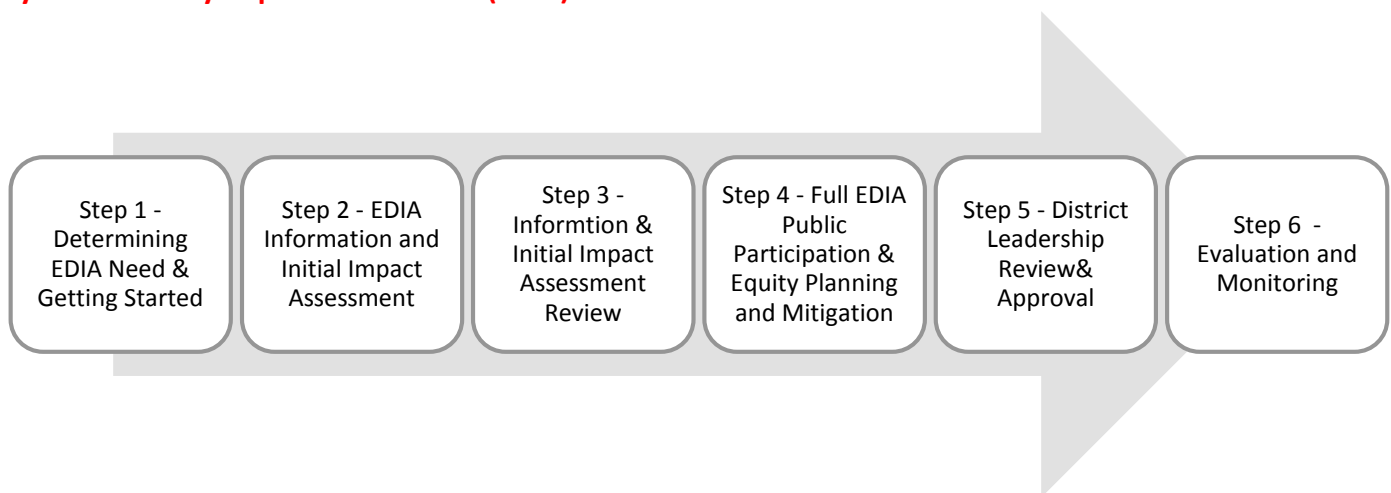 Step 1 -
Determining
EDIA Need &
Getting Started
Step 2 - EDIA
Information and
Initial Impact
Assessment
Step 3 -
Informtion &
Initial Impact
Assessment
Review
Step 4 - Full EDIA
Public
Participation &
Equity Planning
and Mitigation
Step 5 - District
Leadership
Review&
Approval
Step 6 -
Evaluation and
Monitoring